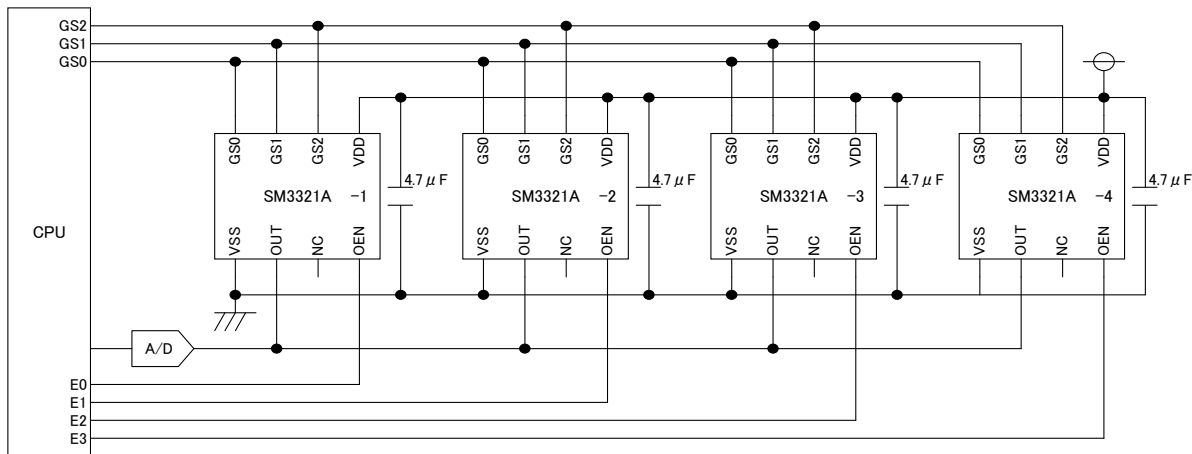 GS2
GS1
GS0
GS0 GS1 GS2 VDD GS0 GS1 GS2 VDD GS0 GS1 GS2 VDD GS0 GS1 GS2 VDD
4.7μF 4.7μF 4.7μF 4.7μF
SM3321A -1 SM3321A -2 SM3321A -3 SM3321A -4
CPU
VSS OUT NC OEN VSS OUT NC OEN VSS OUT NC OEN VSS OUT NC OEN
A/D
E0
E1
E2
E3